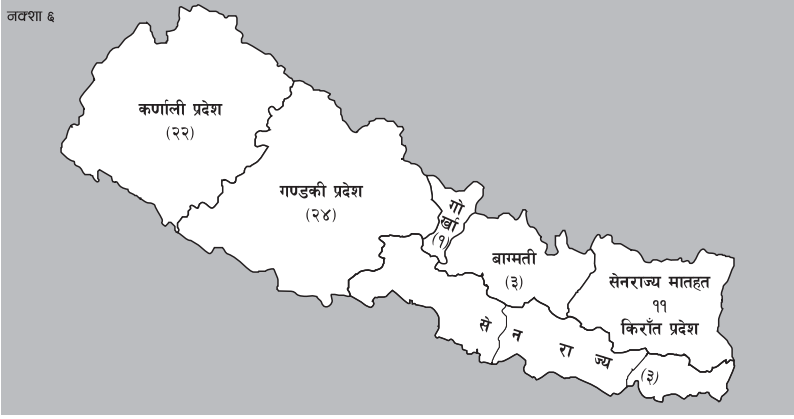 नक्शा ६
कर्णाली प्रदेश
(२२)
गण्डकी प्रदेश
(२४)
गो
र्खा
(१)
बाग्मती
(३)
सेनराज्य मातहत
११
किराँत प्रदेश
से न रा ज्य
(३)